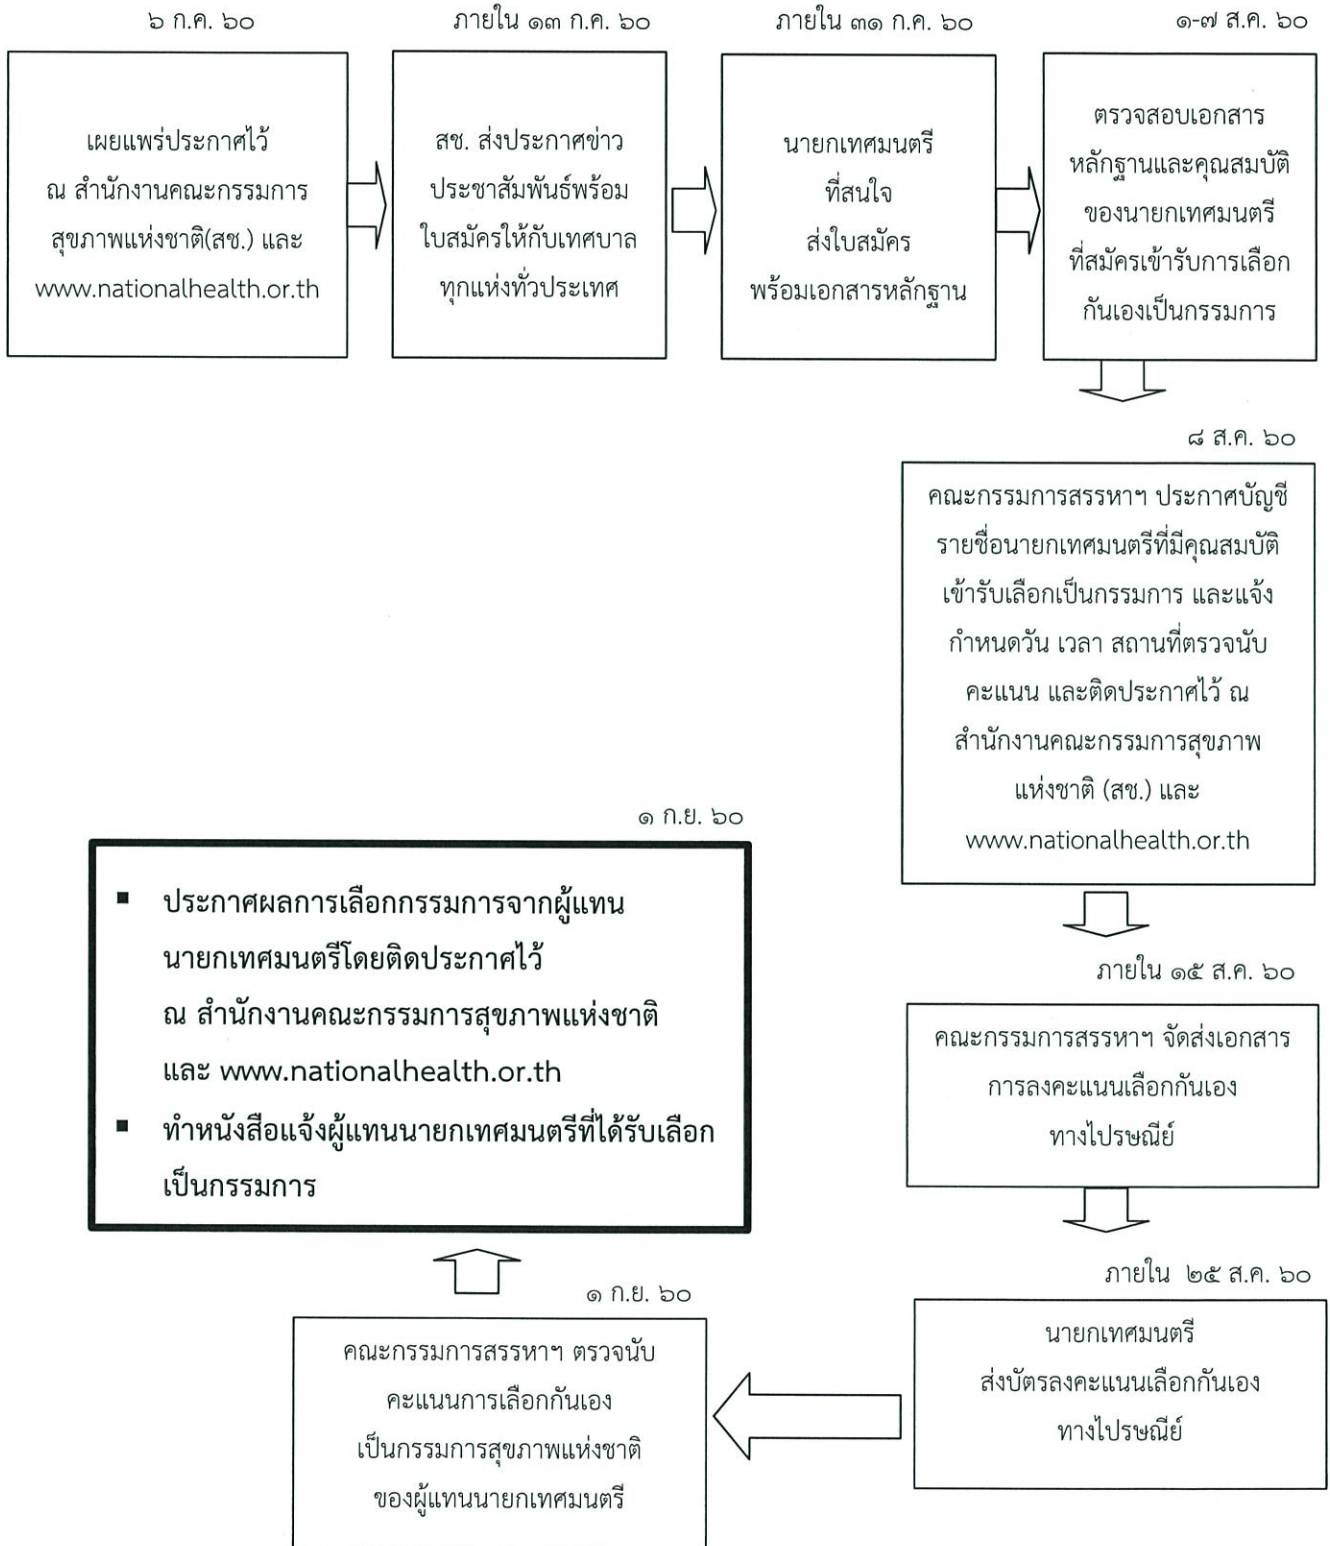 ๖ ก.ค. ๖๐
เผยแพร่ประกาศไว้
ณ สำนักงานคณะกรรมการ
สุขภาพแห่งชาติ(สช.) และ
www.nationalhealth.or.th
ภายใน ๑๓ ก.ค. ๖๐
สช. ส่งประกาศข่าว
ประชาสัมพันธ์พร้อม
ใบสมัครให้กับเทศบาล
ทุกแห่งทั่วประเทศ
ภายใน ๓๑ ก.ค. ๖๐
นายกเทศมนตรี
ที่สนใจ
ส่งใบสมัคร
พร้อมเอกสารหลักฐาน
๑-๗ ส.ค. ๖๐
ตรวจสอบเอกสาร
หลักฐานและคุณสมบัติ
ของนายกเทศมนตรี
ที่สมัครเข้ารับการเลือก
กันเองเป็นกรรมการ
๘ ส.ค. ๖๐
คณะกรรมการสรรหาฯ ประกาศบัญชี
รายชื่อนายกเทศมนตรีที่มีคุณสมบัติ
เข้ารับเลือกเป็นกรรมการ และแจ้ง
กำหนดวัน เวลา สถานที่ตรวจนับ
คะแนน และติดประกาศไว้ ณ
สำนักงานคณะกรรมการสุขภาพ
แห่งชาติ (สช.) และ
www.nationalhealth.or.th
ภายใน ๑๕ ส.ค. ๖๐
คณะกรรมการสรรหาฯ จัดส่งเอกสาร
การลงคะแนนเลือกกันเอง
ทางไปรษณีย์
ภายใน ๒๕ ส.ค. ๖๐
นายกเทศมนตรี
ส่งบัตรลงคะแนนเลือกกันเอง
ทางไปรษณีย์
๑ ก.ย. ๖๐
คณะกรรมการสรรหาฯ ตรวจนับ
คะแนนการเลือกกันเอง
เป็นกรรมการสุขภาพแห่งชาติ
ของผู้แทนนายกเทศมนตรี
๑ ก.ย. ๖๐
▪ ประกาศผลการเลือกกรรมการจากผู้แทน
นายกเทศมนตรีโดยติดประกาศไว้
ณ สำนักงานคณะกรรมการสุขภาพแห่งชาติ
และ www.nationalhealth.or.th
▪ ทำหนังสือแจ้งผู้แทนนายกเทศมนตรีที่ได้รับเลือก
เป็นกรรมการ